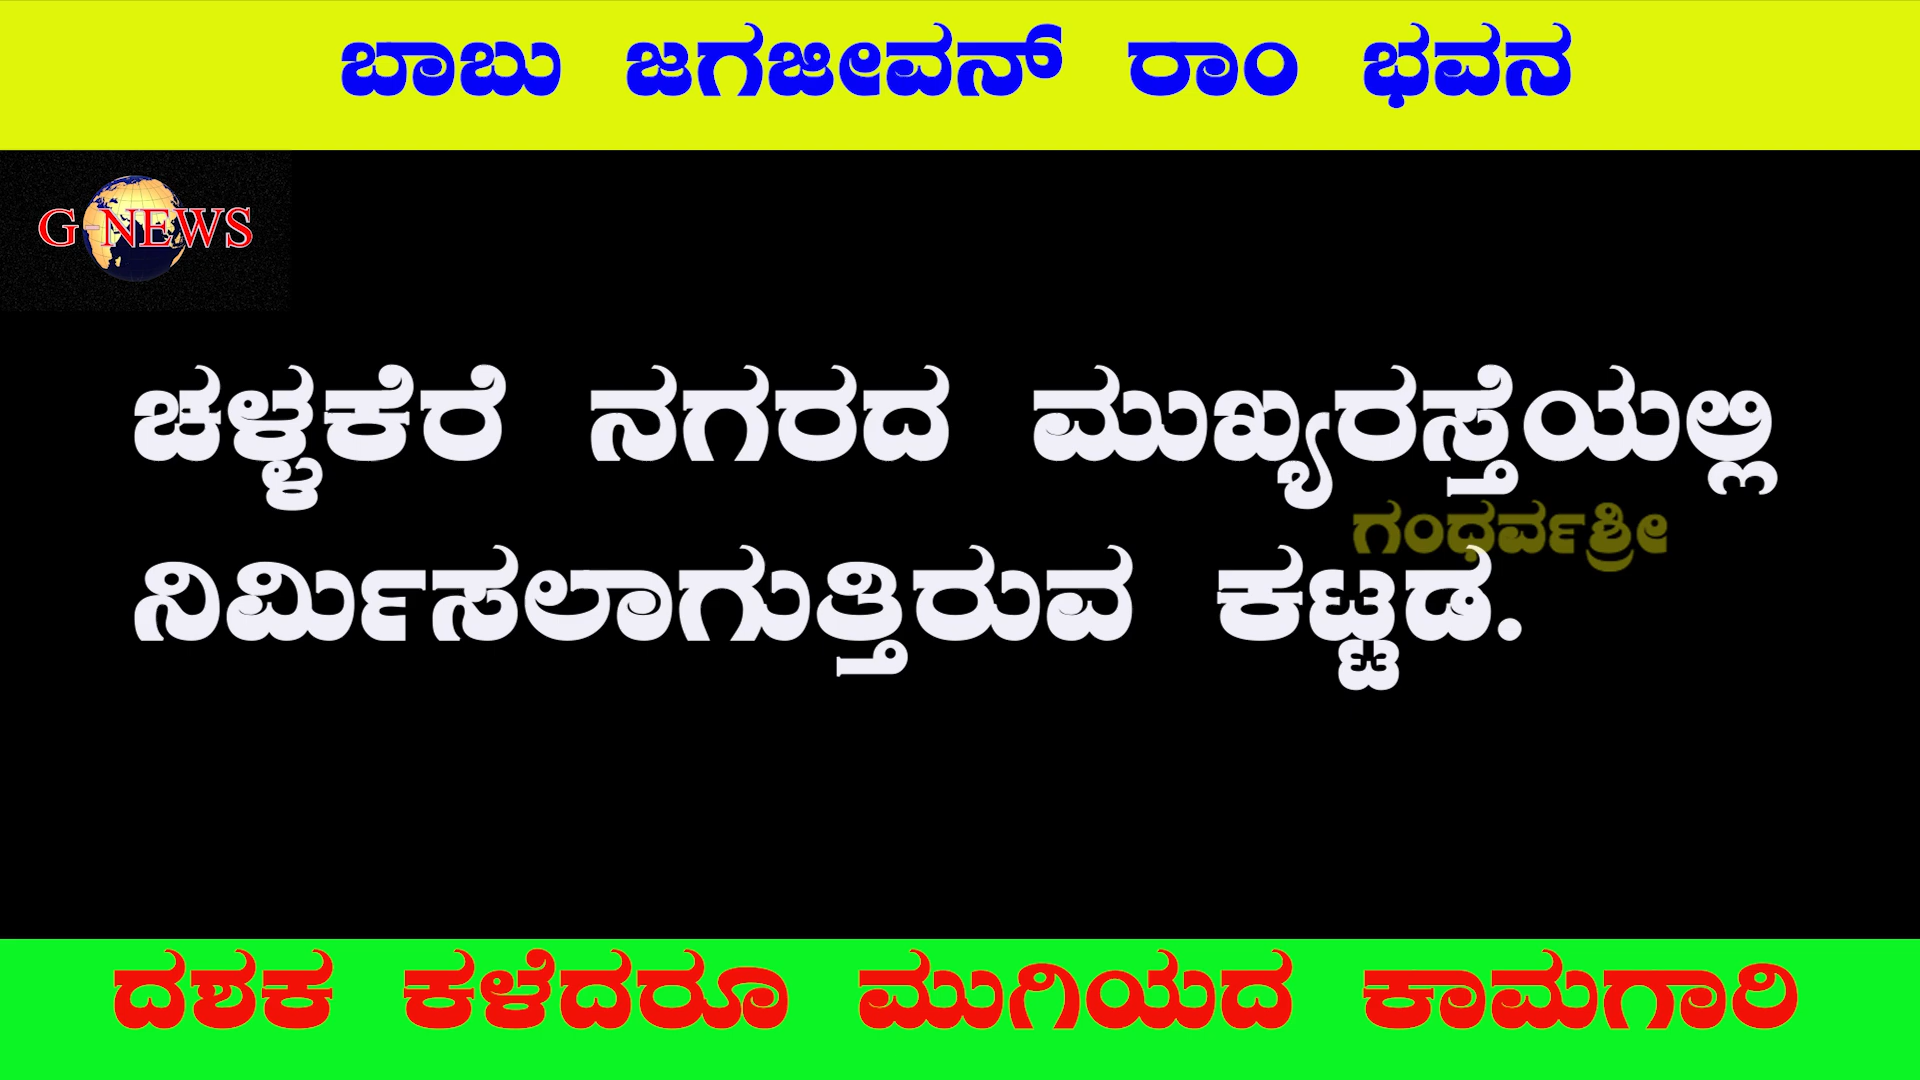 ಬಾಬು ಜಗಜೀವನ್ ರಾಂ ಭವನ
G-NEWS
ಚಳ್ಳಕೆರೆ ನಗರದ ಮುಖ್ಯರಸ್ತೆಯಲ್ಲಿ
ಗಂಧರ್ವಶ್ರೀ
ನಿರ್ಮಿಸಲಾಗುತ್ತಿರುವ ಕಟ್ಟಡ.
ದಶಕ ಕಳೆದರೂ ಮುಗಿಯದ ಕಾಮಗಾರಿ